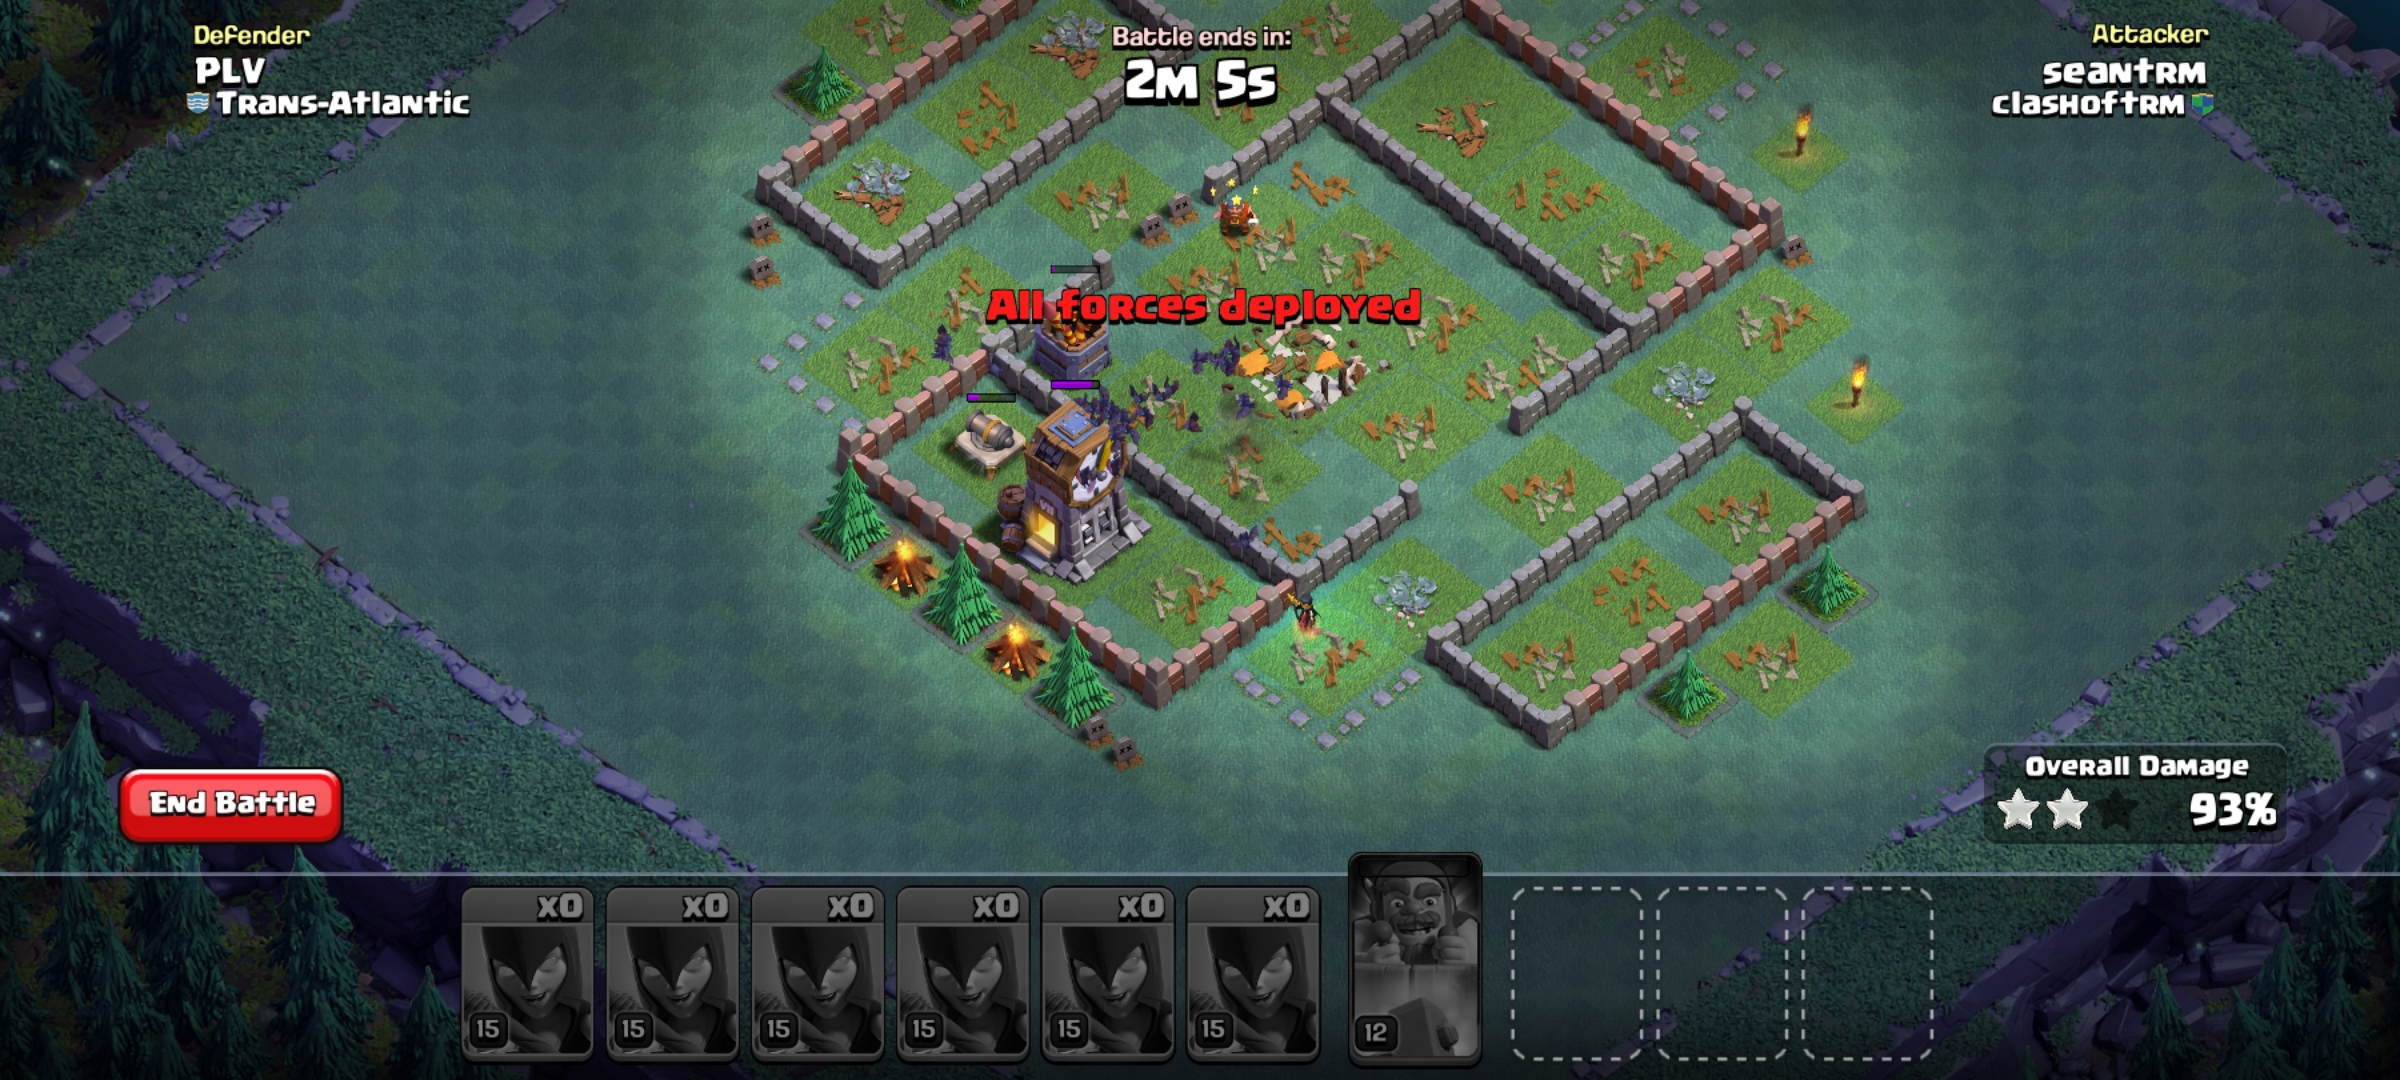 Defender
PLV
Trans-Atlantic
Battle ends in:
2M 5s
Attacker
seantrm
clashoftrm
All forces deployed
End Battle
Overall Damage
93%
x0
x0
x0
x0
x0
x0
15
15
15
15
15
15
12